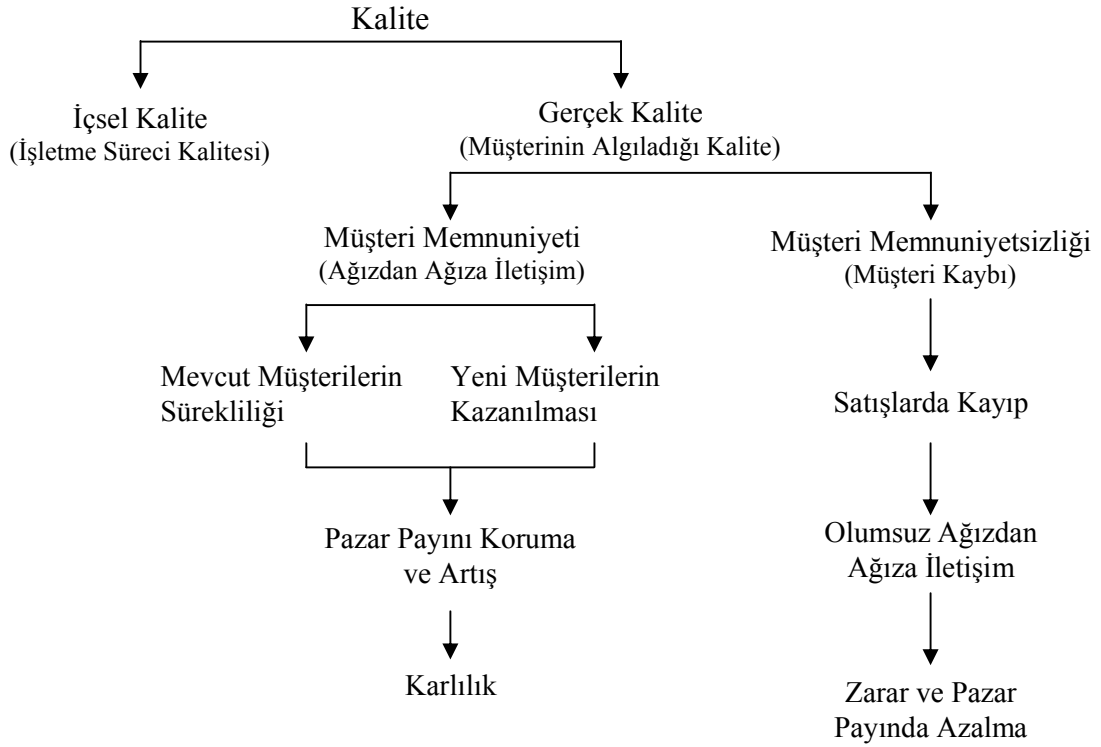 Kalite
İçsel Kalite
(İşletme Süreci Kalitesi)
Gerçek Kalite
(Müşterinin Algıladığı Kalite)
Müşteri Memnuniyeti
(Ağızdan Ağıza İletişim)
Müşteri Memnuniyetsizliği
(Müşteri Kaybı)
Mevcut Müşterilerin
Sürekliliği
Yeni Müşterilerin
Kazanılması
Satışlarda Kayıp
Pazar Payını Koruma
ve Artış
Olumsuz Ağızdan
Ağıza İletişim
Karlılık
Zarar ve Pazar
Payında Azalma